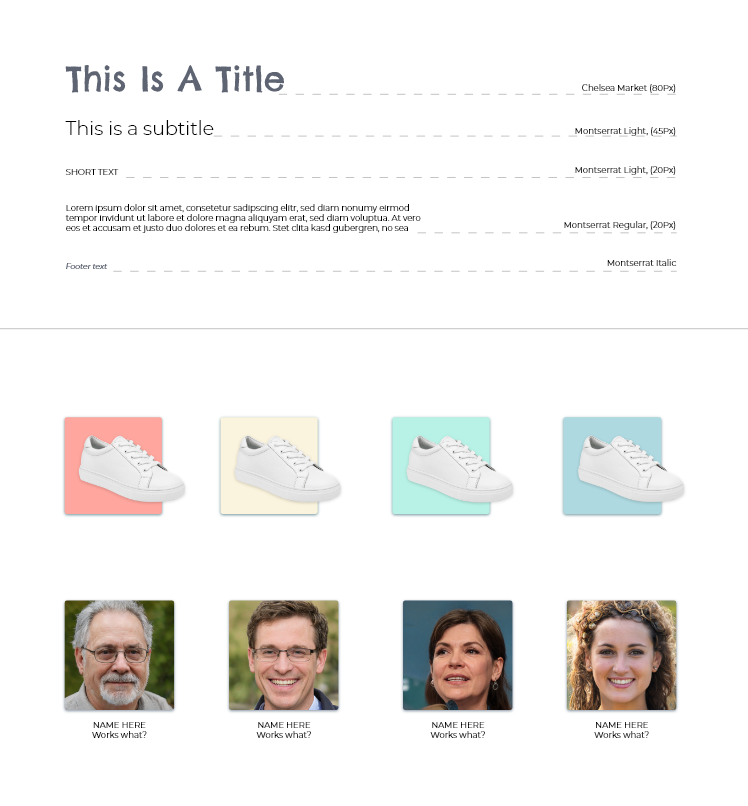 This Is A Title
Chelsea Market (80Px)
This is a subtitle
Montserrat Light, (45Px)
SHORT TEXT
Montserrat Light, (20Px)
Lorem ipsum dolor sit amet, consetetur sadipscing elitr, sed diam nonumy eirmod
tempor invidunt ut labore et dolore magna aliquyam erat, sed diam voluptua. At vero
eos et accusam et justo duo dolores et ea rebum. Stet clita kasd gubergren, no sea
Montserrat Regular, (20Px)
Footer text
Montserrat Italic
NAME HERE
Works what?
NAME HERE
Works what?
NAME HERE
Works what?
NAME HERE
Works what?